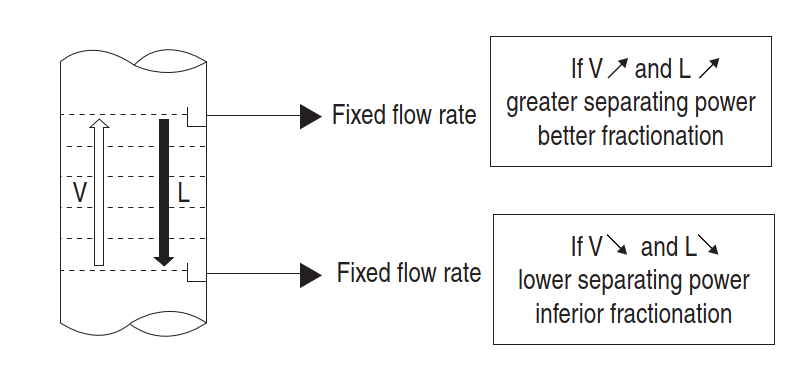 V
L
Fixed flow rate
Fixed flow rate
If V ↗ and L ↗
greater separating power
better fractionation
If V ↘ and L ↘
lower separating power
inferior fractionation